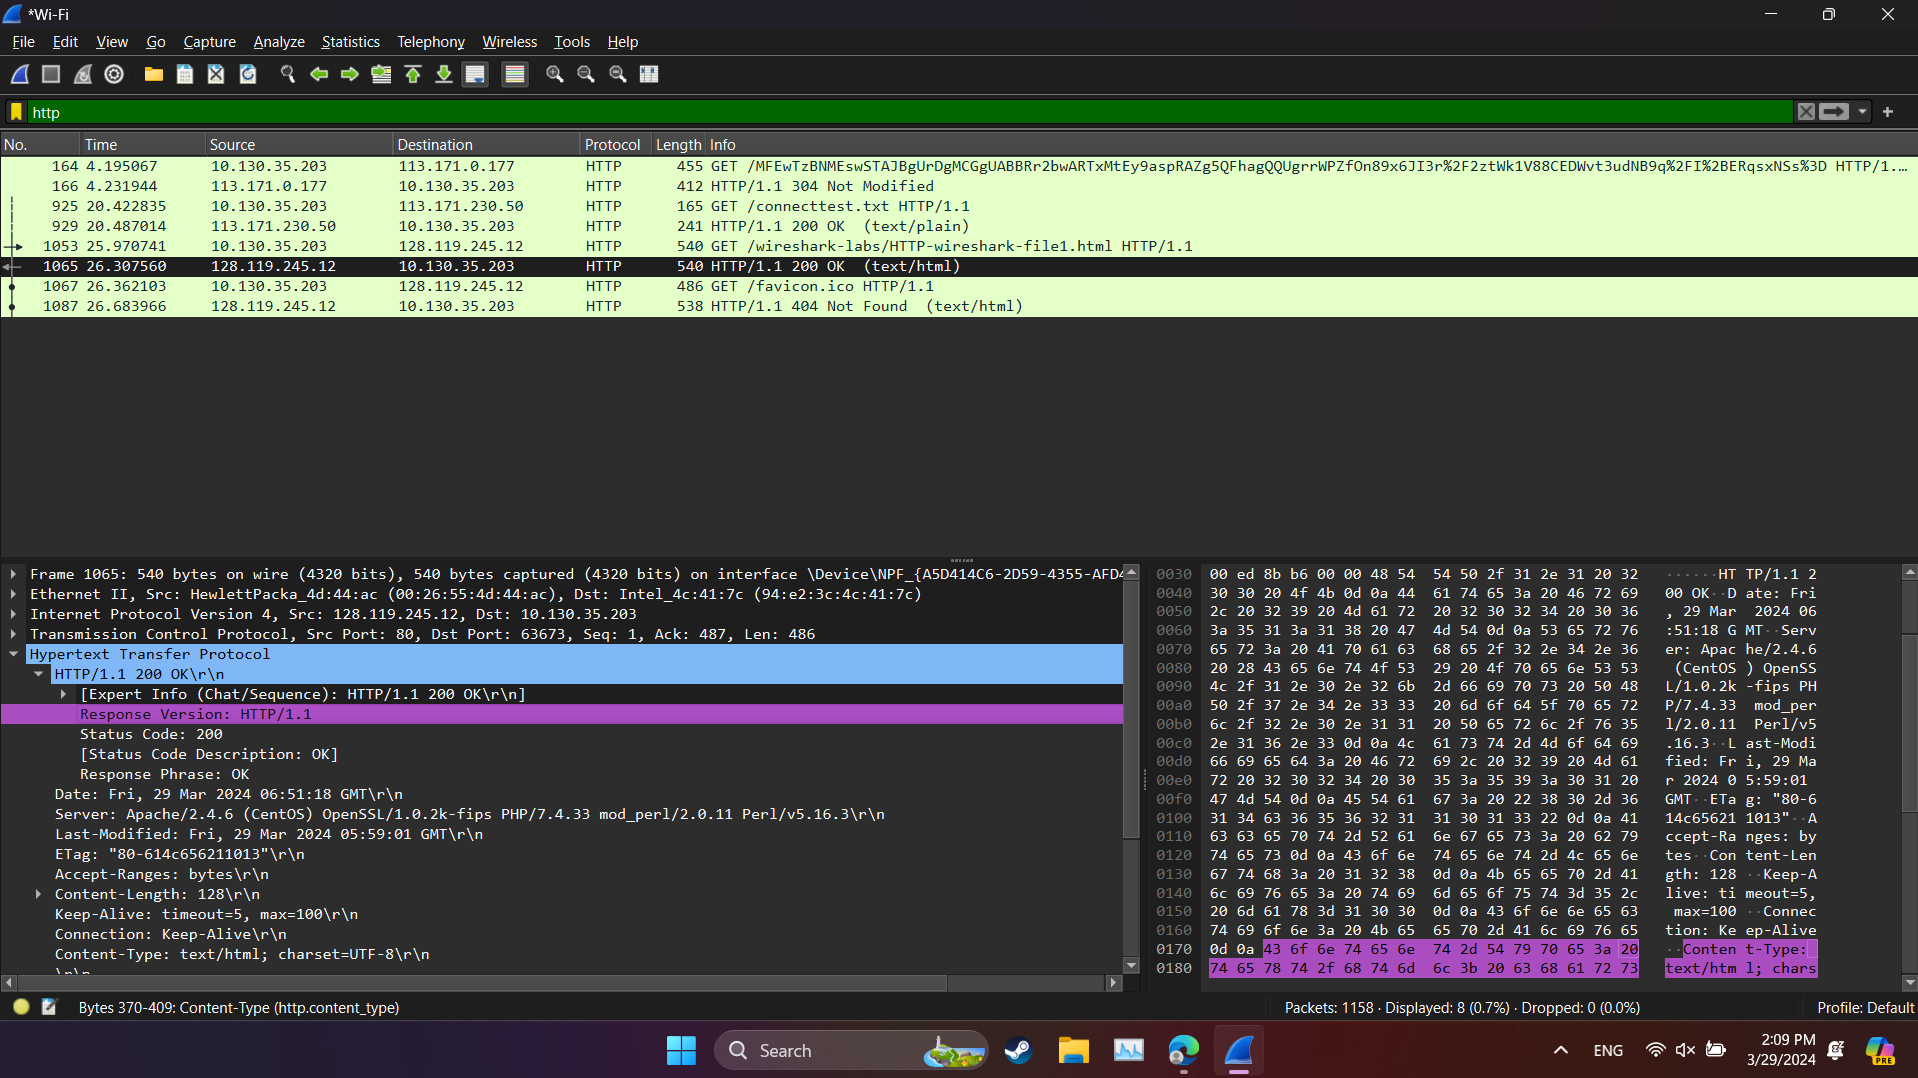 *Wi-Fi
File Edit View Go Capture Analyze Statistics Telephony Wireless Tools Help
http
No. Time Source Destination Protocol Length Info
164 4.195067 10.130.35.203 113.171.0.177 HTTP 455 GET /MFEwTzBNMEswSTAJBgUrDgMCGgUABBRr2bwARTxMtEy9aspRAZg5QFhagQQUgrrWPZfOn89x6JI3r%2F2ztWk1V88CEDWvt3udNB9q%2FI%2BERqsxNSs%3D HTTP/1....
166 4.231944 113.171.0.177 10.130.35.203 HTTP 412 HTTP/1.1 304 Not Modified
925 20.422835 10.130.35.203 113.171.230.50 HTTP 165 GET /connecttest.txt HTTP/1.1
929 20.487014 113.171.230.50 10.130.35.203 HTTP 241 HTTP/1.1 200 OK (text/plain)
1053 25.970741 10.130.35.203 128.119.245.12 HTTP 540 GET /wireshark-labs/HTTP-wireshark-file1.html HTTP/1.1
1065 26.307560 128.119.245.12 10.130.35.203 HTTP 540 HTTP/1.1 200 OK (text/html)
1067 26.362103 10.130.35.203 128.119.245.12 HTTP 486 GET /favicon.ico HTTP/1.1
1087 26.683966 128.119.245.12 10.130.35.203 HTTP 538 HTTP/1.1 404 Not Found (text/html)
Frame 1065: 540 bytes on wire (4320 bits), 540 bytes captured (4320 bits) on interface \Device\NPF_{A5D414C6-2D59-4355-AFD4
Ethernet II, Src: HewlettPacka_4d:44:ac (00:26:55:4d:44:ac), Dst: Intel_4c:41:7c (94:e2:3c:4c:41:7c)
Internet Protocol Version 4, Src: 128.119.245.12, Dst: 10.130.35.203
Transmission Control Protocol, Src Port: 80, Dst Port: 63673, Seq: 1, Ack: 487, Len: 486
Hypertext Transfer Protocol
HTTP/1.1 200 OK\r\n
[Expert Info (Chat/Sequence): HTTP/1.1 200 OK\r\n]
Response Version: HTTP/1.1
Status Code: 200
[Status Code Description: OK]
Response Phrase: OK
Date: Fri, 29 Mar 2024 06:51:18 GMT\r\n
Server: Apache/2.4.6 (CentOS) OpenSSL/1.0.2k-fips PHP/7.4.33 mod_perl/2.0.11 Perl/v5.16.3\r\n
Last-Modified: Fri, 29 Mar 2024 05:59:01 GMT\r\n
ETag: "80-614c656211013"\r\n
Accept-Ranges: bytes\r\n
Content-Length: 128\r\n
Keep-Alive: timeout=5, max=100\r\n
Connection: Keep-Alive\r\n
Content-Type: text/html; charset=UTF-8\r\n
\r\n
0030 00 ed 8b b6 00 00 48 54 54 50 2f 31 2e 31 20 32 ······HT TP/1.1 2
0040 30 30 20 4f 4b 0d 0a 44 61 74 65 3a 20 46 72 69 00 OK··D ate: Fri
0050 2c 20 32 39 20 4d 61 72 20 32 30 32 34 20 30 36 , 29 Mar 2024 06
0060 3a 35 31 3a 31 38 20 47 4d 54 0d 0a 53 65 72 76 :51:18 G MT··Serv
0070 65 72 3a 20 41 70 61 63 68 65 2f 32 2e 34 2e 36 er: Apac he/2.4.6
0080 20 28 43 65 6e 74 4f 53 29 20 4f 70 65 6e 53 53 (CentOS ) OpenSS
0090 4c 2f 31 2e 30 2e 32 6b 2d 66 69 70 73 20 50 48 L/1.0.2k -fips PH
00a0 50 2f 37 2e 34 2e 33 33 20 6d 6f 64 5f 70 65 72 P/7.4.33 mod_per
00b0 6c 2f 32 2e 30 2e 31 31 20 50 65 72 6c 2f 76 35 l/2.0.11 Perl/v5
00c0 2e 31 36 2e 33 0d 0a 4c 61 73 74 2d 4d 6f 64 69 .16.3··L ast-Modi
00d0 66 69 65 64 3a 20 46 72 69 2c 20 32 39 20 4d 61 fied: Fr i, 29 Ma
00e0 72 20 32 30 32 34 20 30 35 3a 35 39 3a 30 31 20 r 2024 0 5:59:01
00f0 47 4d 54 0d 0a 45 54 61 67 3a 20 22 38 30 2d 36 GMT··ETa g: "80-6
0100 31 34 63 36 35 36 32 31 31 30 31 33 22 0d 0a 41 14c65621 1013"··A
0110 63 63 65 70 74 2d 52 61 6e 67 65 73 3a 20 62 79 ccept-Ra nges: by
0120 74 65 73 0d 0a 43 6f 6e 74 65 6e 74 2d 4c 65 6e tes··Con tent-Len
0130 67 74 68 3a 20 31 32 38 0d 0a 4b 65 65 70 2d 41 gth: 128 ··Keep-A
0140 6c 69 76 65 3a 20 74 69 6d 65 6f 75 74 3d 35 2c live: ti meout=5,
0150 20 6d 61 78 3d 31 30 30 0d 0a 43 6f 6e 6e 65 63 max=100 ··Connec
0160 74 69 6f 6e 3a 20 4b 65 65 70 2d 41 6c 69 76 65 tion: Ke ep-Alive
0170 0d 0a 43 6f 6e 74 65 6e 74 2d 54 79 70 65 3a 20 ··Conten t-Type:
0180 74 65 78 74 2f 68 74 6d 6c 3b 20 63 68 61 72 73 text/htm l; chars
Bytes 370-409: Content-Type (http.content_type) Packets: 1158 · Displayed: 8 (0.7%) · Dropped: 0 (0.0%) Profile: Default
Search ENG 2:09 PM
3/29/2024
PRE